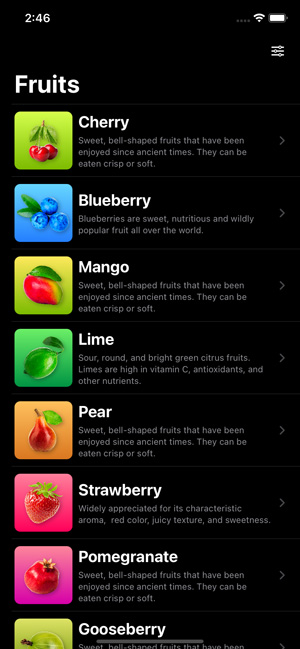 2:46
Fruits
Cherry
Sweet, bell-shaped fruits that have been
enjoyed since ancient times. They can be
eaten crisp or soft.
Blueberry
Blueberries are sweet, nutritious and wildly
popular fruit all over the world.
Mango
Sweet, bell-shaped fruits that have been
enjoyed since ancient times. They can be
eaten crisp or soft.
Lime
Sour, round, and bright green citrus fruits.
Limes are high in vitamin C, antioxidants, and
other nutrients.
Pear
Sweet, bell-shaped fruits that have been
enjoyed since ancient times. They can be
eaten crisp or soft.
Strawberry
Widely appreciated for its characteristic
aroma,  red color, juicy texture, and sweetness.
Pomegranate
Sweet, bell-shaped fruits that have been
enjoyed since ancient times. They can be
eaten crisp or soft.
Gooseberry
Sweet, bell-shaped fruits that have been